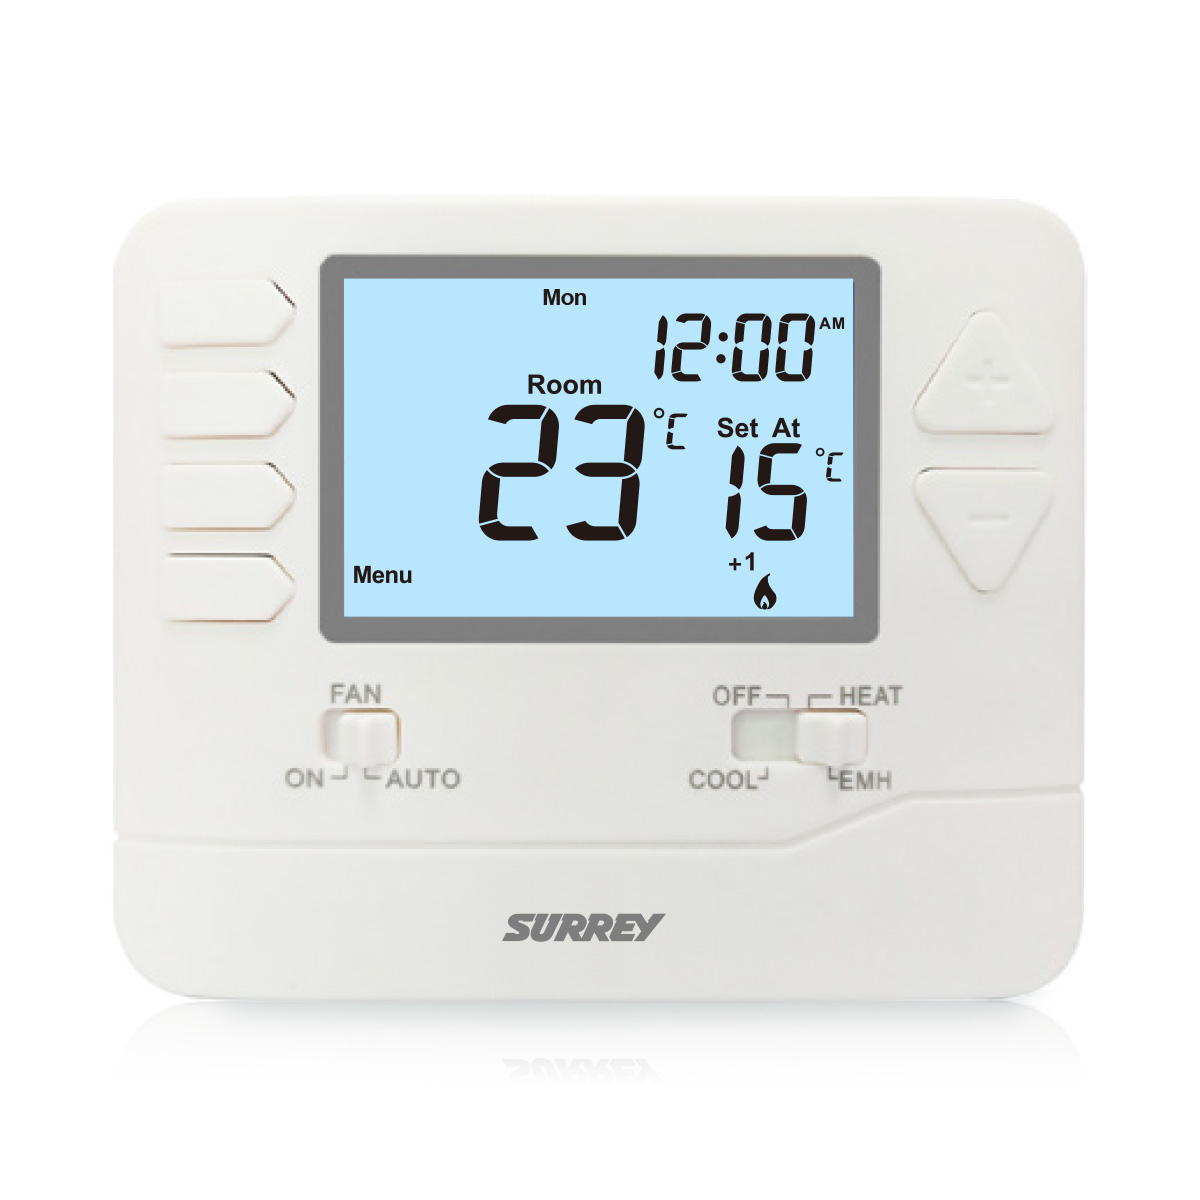 Mon
12:00 AM
Room
23 °C
Set At
15 °C
+1
Menu
FAN
ON AUTO
OFF HEAT
COOL EMH
SURREY